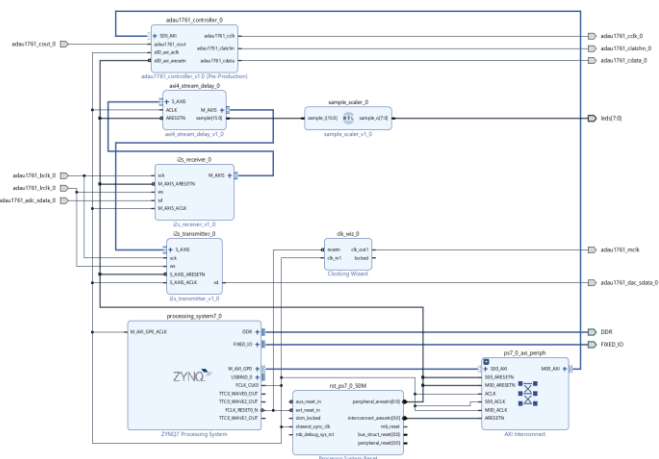 adau1761_controller_0
S00_AXI
adau1761_cout
s00_axi_aclk
s00_axi_aresetn
adau1761_cclk
adau1761_clatchn
adau1761_cdata
adau1761_controller_v1.0 (Pre-Production)
adau1761_cout_0
adau1761_cclk_0
adau1761_clatchn_0
adau1761_cdata_0
axi4_stream_delay_0
S_AXIS
ACLK
ARESETN
M_AXIS
sample[15:0]
axi4_stream_delay_v1_0
sample_scaler_0
sample_i[15:0]
RTL
sample_o[7:0]
sample_scaler_v1_0
leds[7:0]
i2s_receiver_0
sck
M_AXIS_ARESETN
ws
sd
M_AXIS_ACLK
M_AXIS
i2s_receiver_v1_0
adau1761_bclk_0
adau1761_lrclk_0
adau1761_adc_sdata_0
i2s_transmitter_0
S_AXIS
sck
ws
S_AXIS_ARESETN
S_AXIS_ACLK
sd
i2s_transmitter_v1_0
clk_wiz_0
resetn
clk_in1
clk_out1
locked
Clocking Wizard
adau1761_mclk
adau1761_dac_sdata_0
processing_system7_0
M_AXI_GP0_ACLK
DDR
FIXED_IO
M_AXI_GP0
USBIND_0
FCLK_CLK0
TTC0_WAVE0_OUT
TTC0_WAVE2_OUT
FCLK_RESET0_N
TTC0_WAVE1_OUT
ZYNQ
ZYNQ7 Processing System
DDR
FIXED_IO
rst_ps7_0_50M
aux_reset_in
ext_reset_in
dcm_locked
slowest_sync_clk
mb_debug_sys_rst
peripheral_aresetn[0:0]
interconnect_aresetn[0:0]
mb_reset
bus_struct_reset[0:0]
peripheral_reset[0:0]
Processor System Reset
ps7_0_axi_periph
S00_AXI
S00_ARESETN
M00_ARESETN
ACLK
S00_ACLK
M00_ACLK
ARESETN
M00_AXI
AXI Interconnect